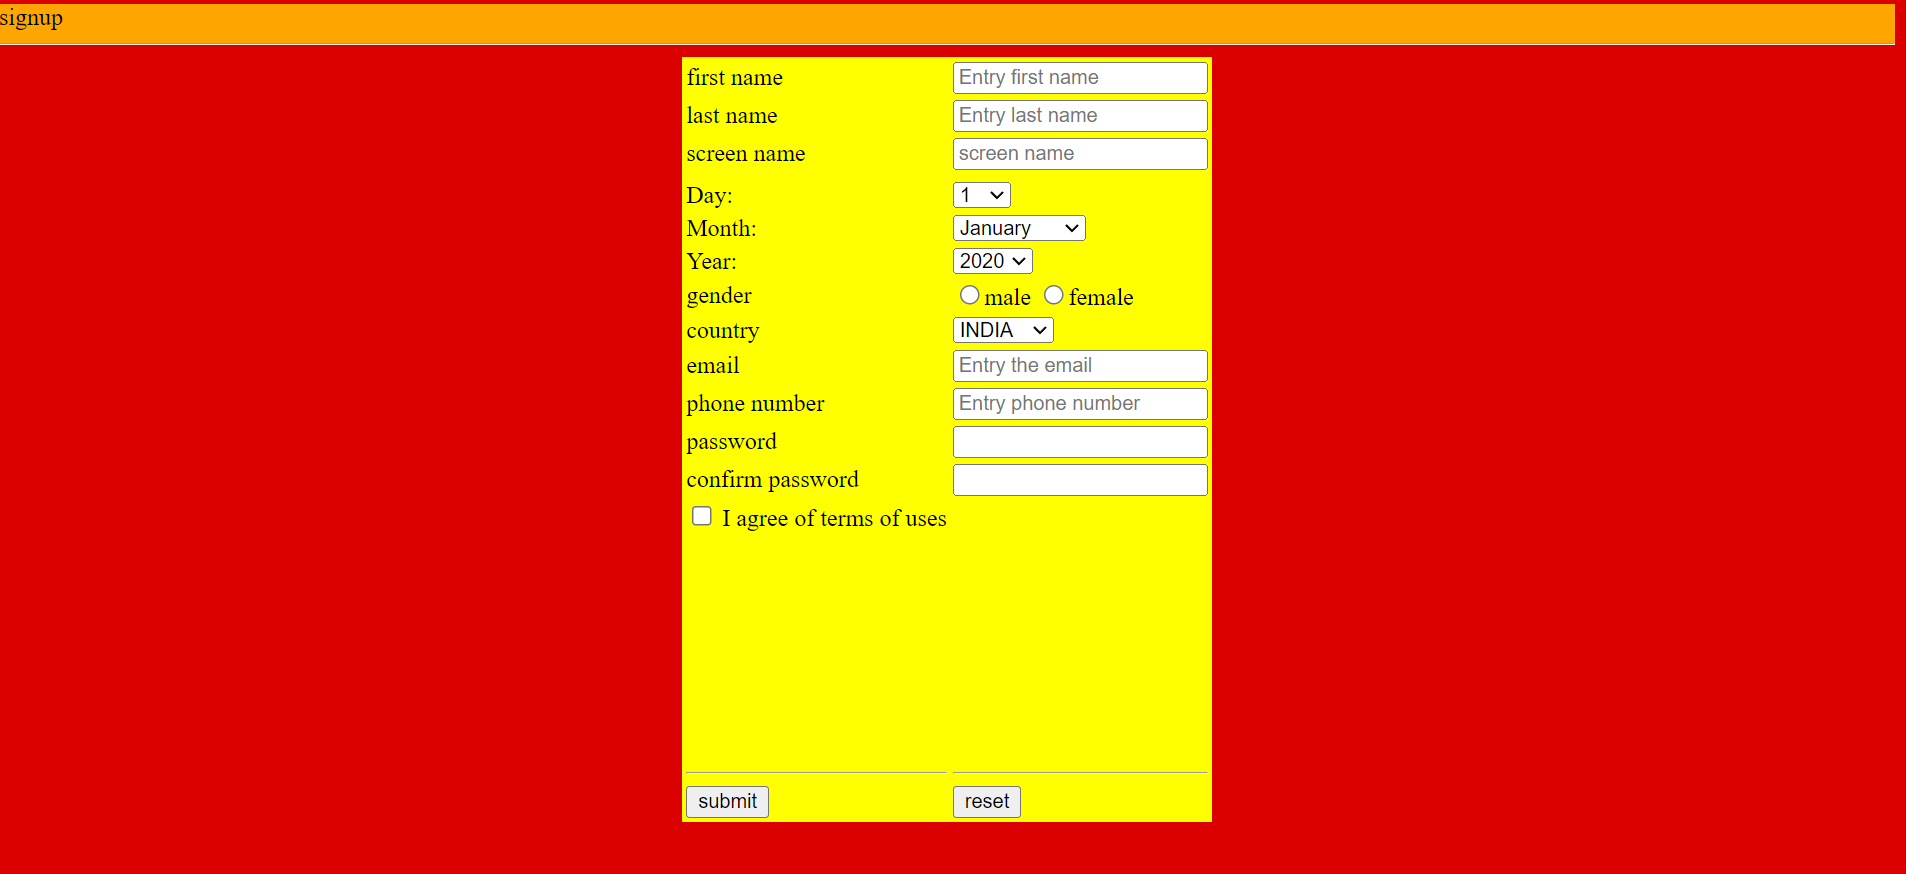 signup
first name Entry first name
last name Entry last name
screen name screen name
Day: 1
Month: January
Year: 2020
gender male female
country INDIA
email Entry the email
phone number Entry phone number
password
confirm password
I agree of terms of uses
submit reset